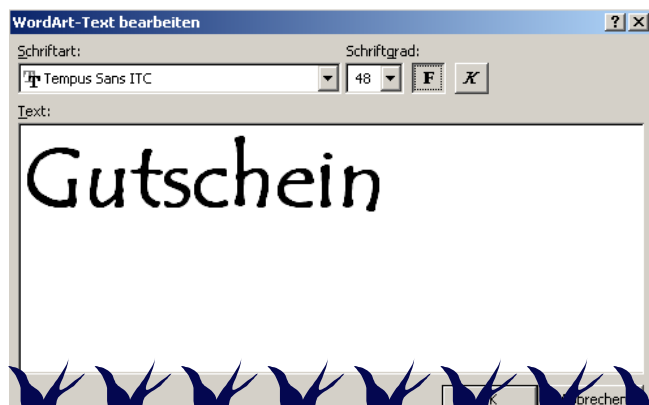 WordArt-Text bearbeiten
Schriftart: Schriftgrad:
Tempus Sans ITC 48 F K
Text:
Gutschein